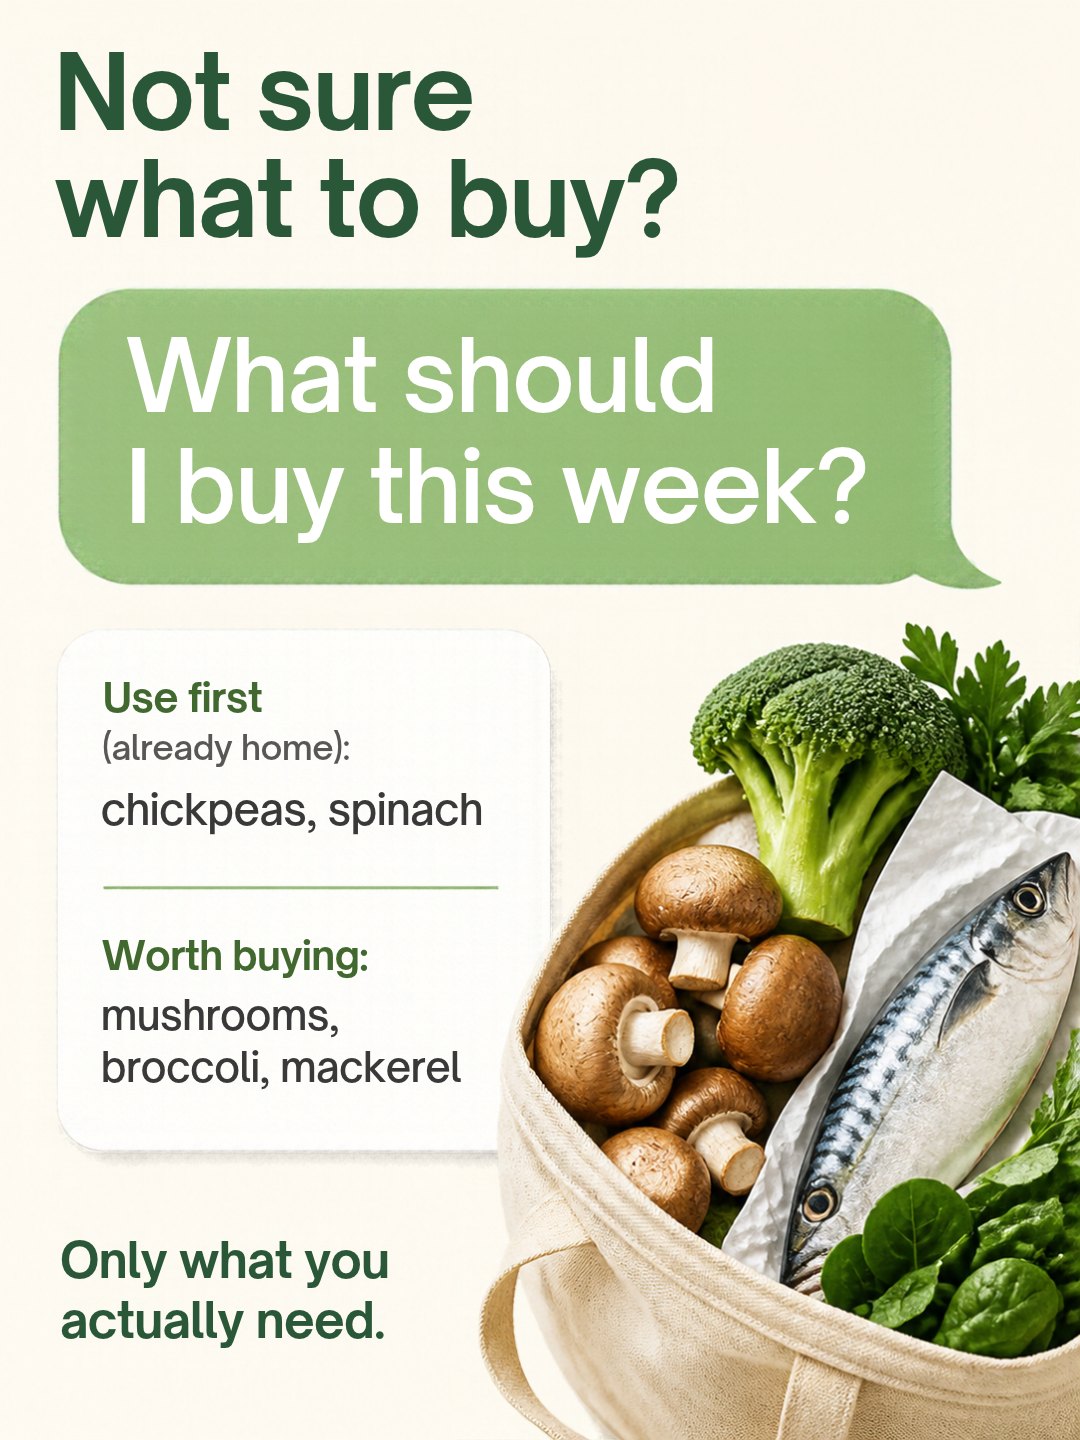 Not sure
what to buy?
What should
I buy this week?
Use first
(already home):
chickpeas, spinach
Worth buying:
mushrooms,
broccoli, mackerel
Only what you
actually need.